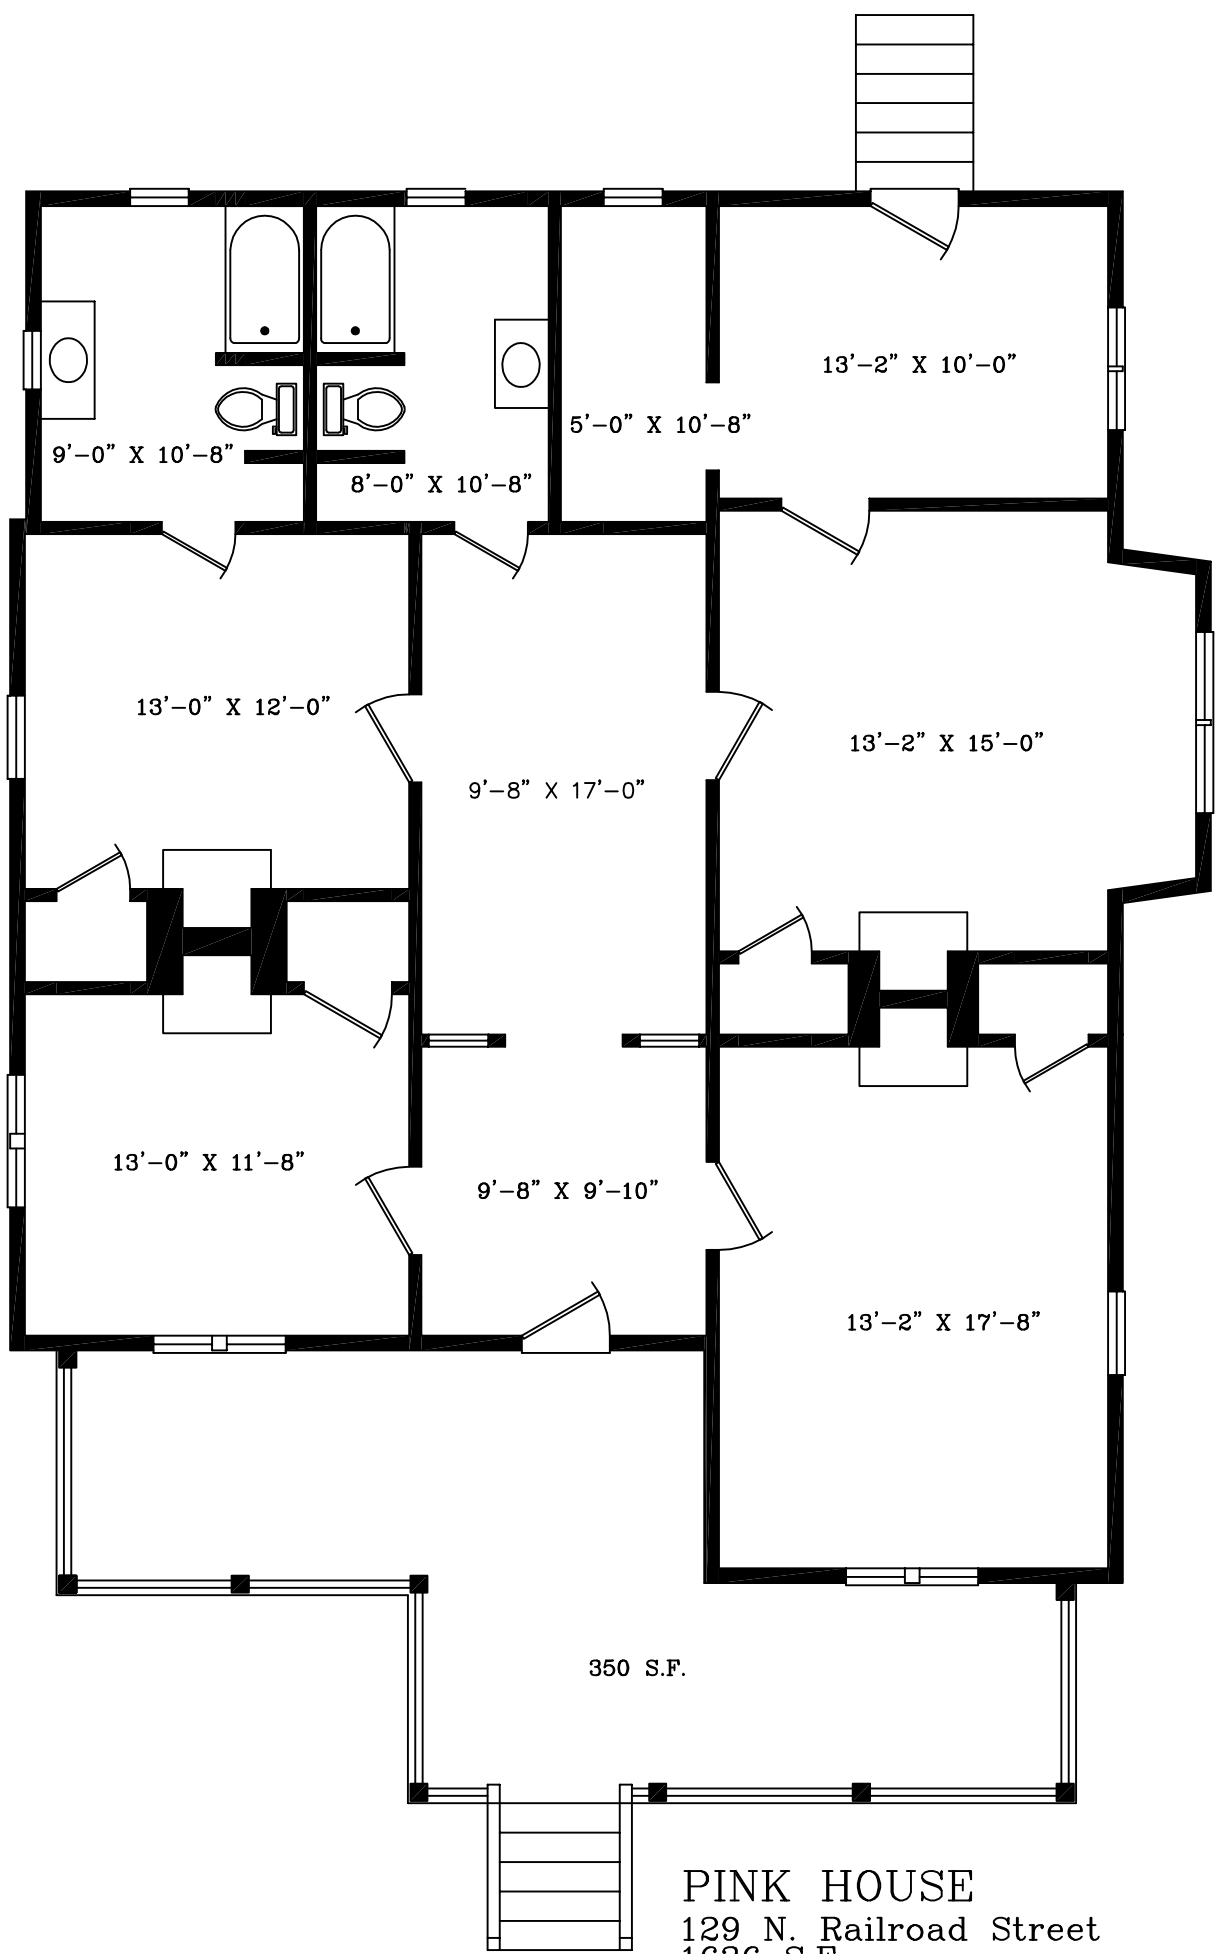 13'-2" X 10'-0"
5'-0" X 10'-8"
9'-0" X 10'-8"
8'-0" X 10'-8"
13'-0" X 12'-0"
13'-2" X 15'-0"
9'-8" X 17'-0"
13'-0" X 11'-8"
9'-8" X 9'-10"
13'-2" X 17'-8"
350 S.F.
PINK HOUSE
129 N. Railroad Street